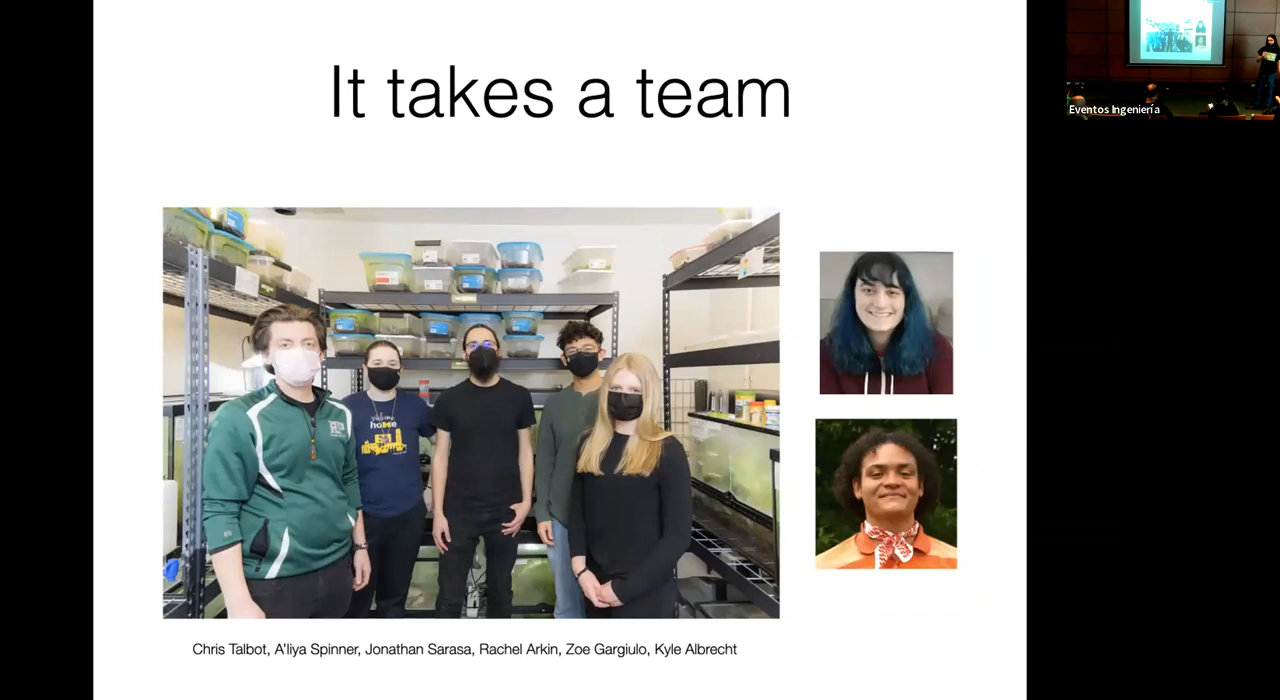 It takes a team
Eventos Ingeniería
Chris Talbot, A'liya Spinner, Jonathan Sarasa, Rachel Arkin, Zoe Gargiulo, Kyle Albrecht